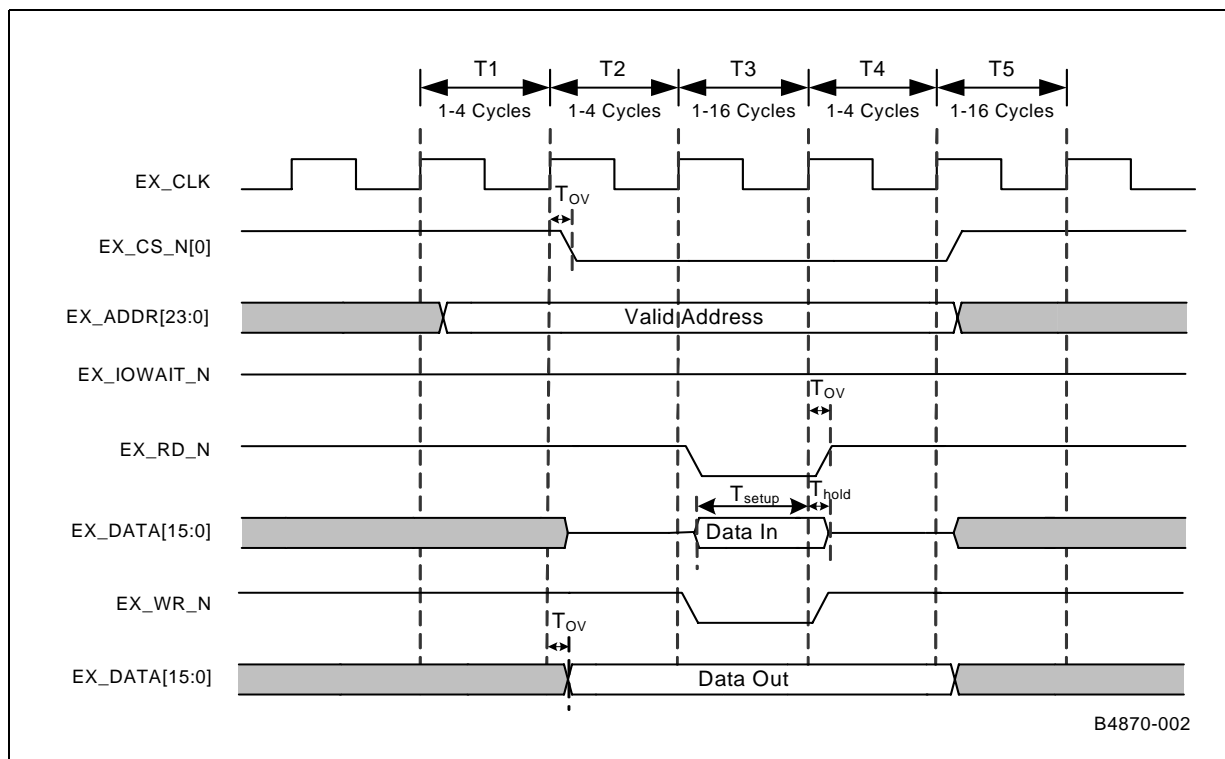 T1 T2 T3 T4 T5
1-4 Cycles 1-4 Cycles 1-16 Cycles 1-4 Cycles 1-16 Cycles
EX_CLK
TOV
EX_CS_N[0]
EX_ADDR[23:0] Valid Address
EX_IOWAIT_N
TOV
EX_RD_N
Tsetup Thold
EX_DATA[15:0] Data In
EX_WR_N
TOV
EX_DATA[15:0] Data Out
B4870-002